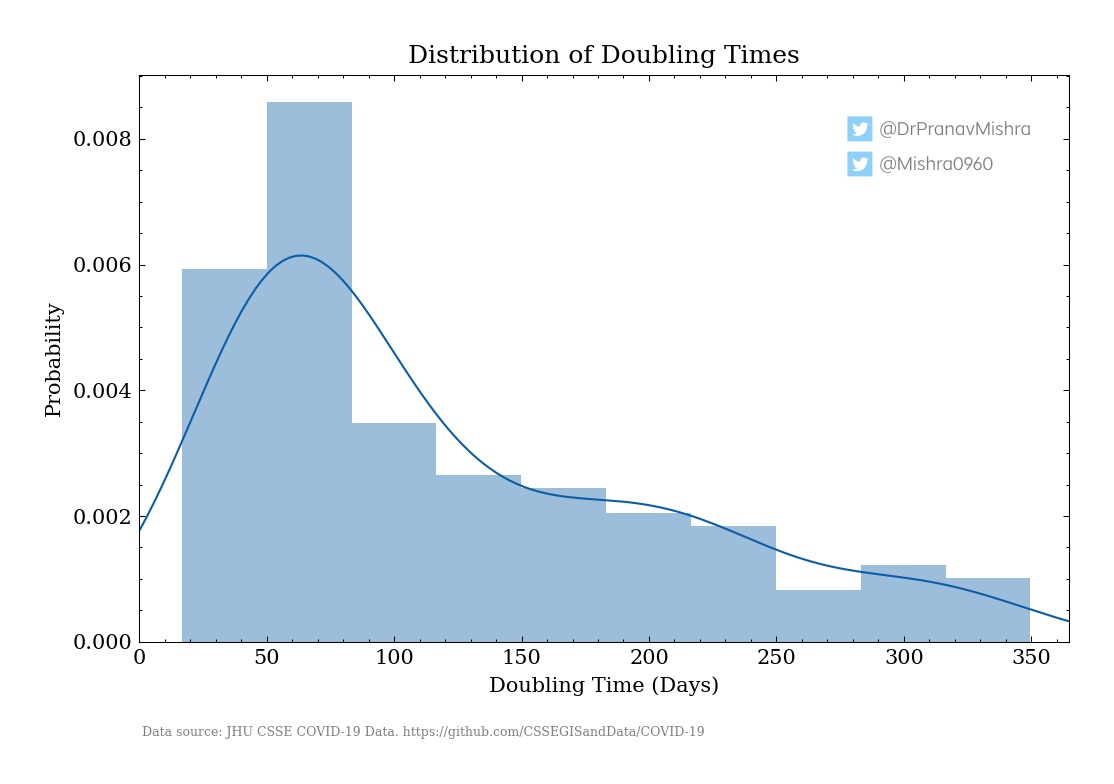 Distribution of Doubling Times
@DrPranavMishra
@Mishra0960
Probability
0.008
0.006
0.004
0.002
0.000
0 50 100 150 200 250 300 350
Doubling Time (Days)
Data source: JHU CSSE COVID-19 Data. https://github.com/CSSEGISandData/COVID-19